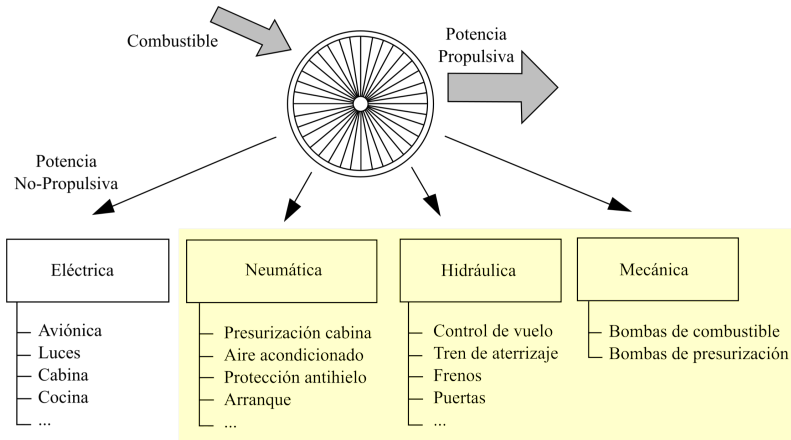 Combustible
Potencia
Propulsiva
Potencia
No-Propulsiva
Eléctrica
Aviónica
Luces
Cabina
Cocina
...
Neumática
Presurización cabina
Aire acondicionado
Protección antihielo
Arranque
...
Hidráulica
Control de vuelo
Tren de aterrizaje
Frenos
Puertas
...
Mecánica
Bombas de combustible
Bombas de presurización